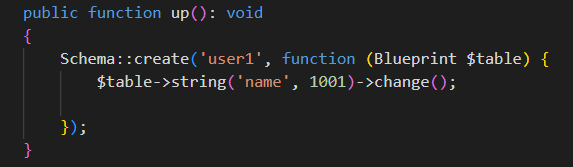 public function up(): void
{
Schema::create('user1', function (Blueprint $table) {
$table->string('name', 1001)->change();
});
}